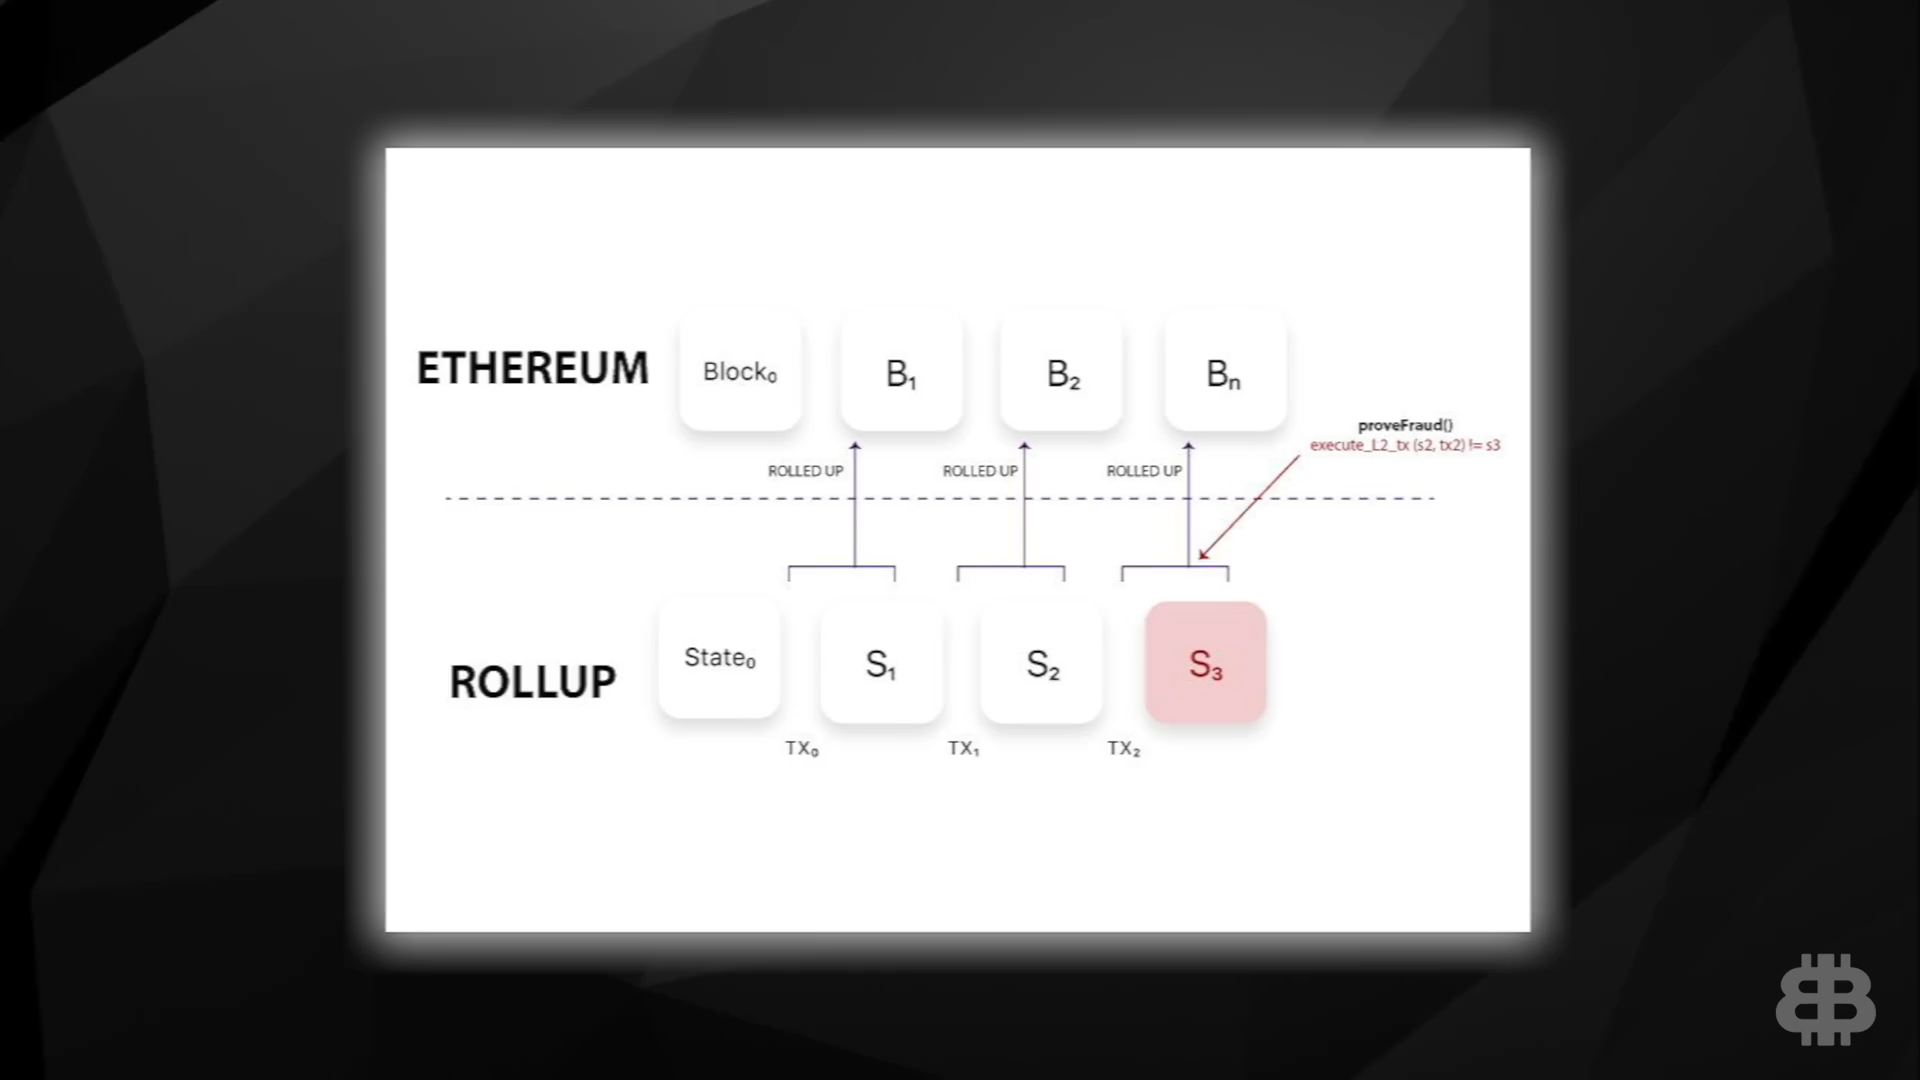 ETHEREUM
Block₀
B₁
B₂
Bₙ
proveFraud()
execute_L2_tx (s2, tx2) != s3
ROLLED UP
ROLLED UP
ROLLED UP
ROLLUP
State₀
S₁
S₂
S₃
TX₀
TX₁
TX₂